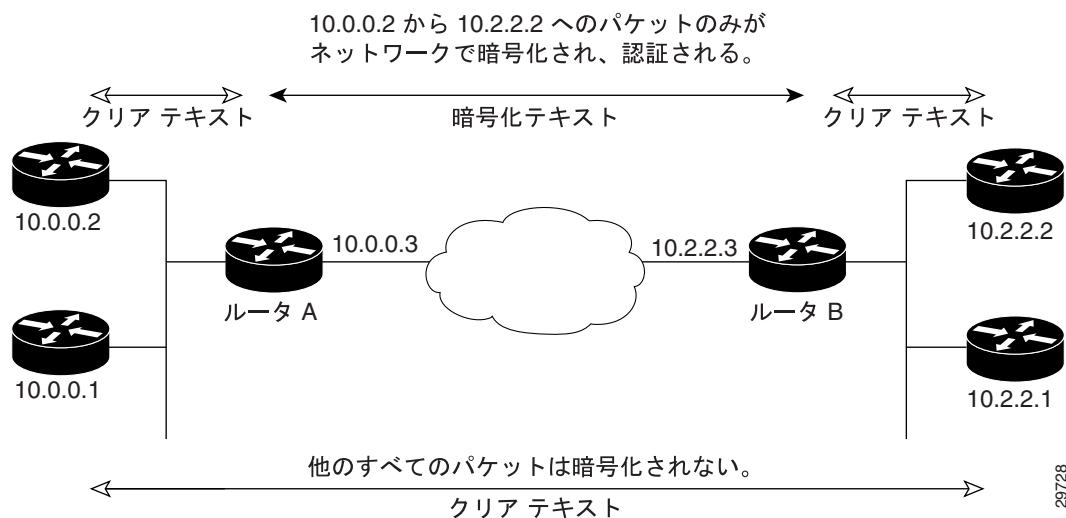 10.0.0.2 から 10.2.2.2 へのパケットのみが
ネットワークで暗号化され、認証される。
クリア テキスト
暗号化テキスト
クリア テキスト
10.0.0.2
10.2.2.2
10.0.0.3
10.2.2.3
ルータ A
ルータ B
10.0.0.1
10.2.2.1
他のすべてのパケットは暗号化されない。
クリア テキスト
29728